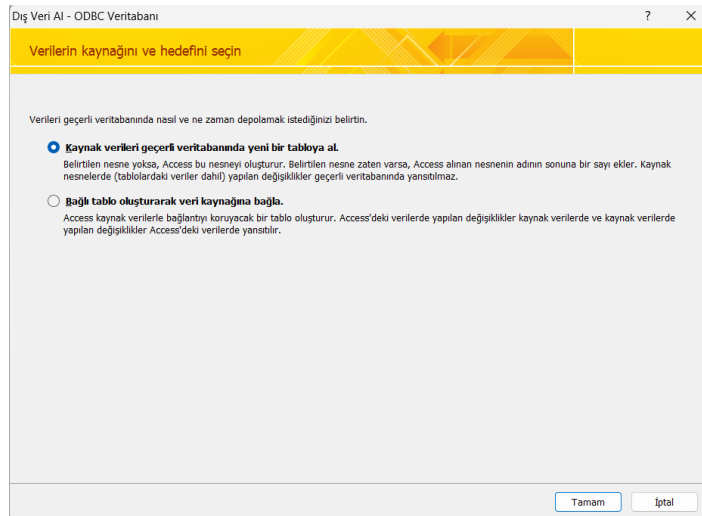 Dış Veri Al - ODBC Veritabanı
?
Verilerin kaynağını ve hedefini seçin
Verileri geçerli veritabanında nasıl ve ne zaman depolamak istediğinizi belirtin.
Kaynak verileri geçerli veritabanında yeni bir tabloya al.
Belirtilen nesne yoksa, Access bu nesneyi oluşturur. Belirtilen nesne zaten varsa, Access alınan nesnenin adının sonuna bir sayı ekler. Kaynak
nesnelerde (tablolardaki veriler dahil) yapılan değişiklikler geçerli veritabanında yansıtılmaz.
Bağlı tablo oluşturarak veri kaynağına bağla.
Access kaynak verilerle bağlantıyı koruyacak bir tablo oluşturur. Access'deki verilerde yapılan değişiklikler kaynak verilerde ve kaynak verilerde
yapılan değişiklikler Access'deki verilerde yansıtılır.
Tamam
İptal